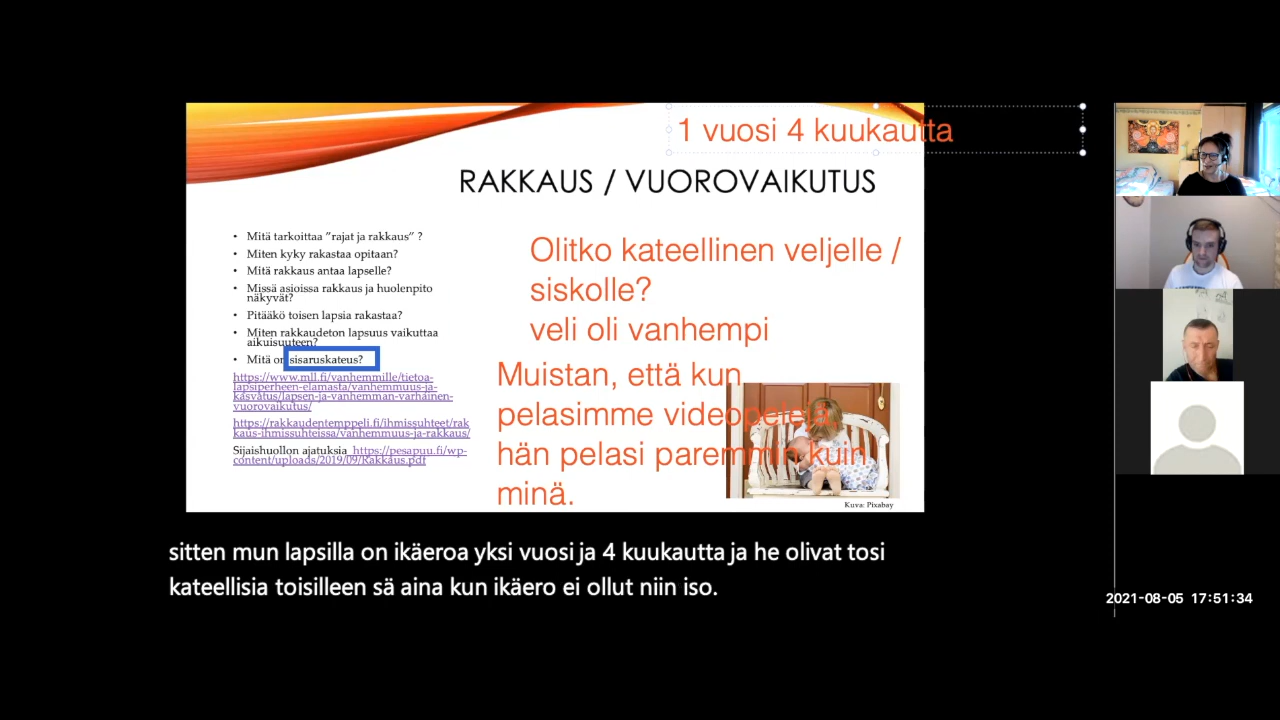 1 vuosi 4 kuukautta
RAKKAUS / VUOROVAIKUTUS
• Mitä tarkoittaa ”rajat ja rakkaus” ?
• Miten kyky rakastaa opitaan?
• Mitä rakkaus antaa lapselle?
• Missä asioissa rakkaus ja huolenpito
näkyvät?
• Pitääkö toisen lapsia rakastaa?
• Miten rakkaudeton lapsuus vaikuttaa
aikuisuuteen?
• Mitä on sisaruskateus?
https://www.mll.fi/vanhemmille/tietoa-
lapsiperheen-elamasta/vanhemmuus-ja-
kasvatus/lapsen-ja-vanhemman-varhainen-
vuorovaikutus/
https://rakkaudentemppeli.fi/ihmissuhteet/rak
kaus-ihmissuhteissa/vanhemmuus-ja-rakkaus/
Sijaishuollon ajatuksia https://pesapuu.fi/wp-
content/uploads/2019/09/Rakkaus.pdf
Olitko kateellinen veljelle /
siskolle?
veli oli vanhempi
Muistan, että kun
pelasimme videopelejä,
hän pelasi paremmin kuin
minä.
Kuva: Pixabay
sitten mun lapsilla on ikäeroa yksi vuosi ja 4 kuukautta ja he olivat tosi
kateellisia toisilleen sä aina kun ikäero ei ollut niin iso.
2021-08-05 17:51:34